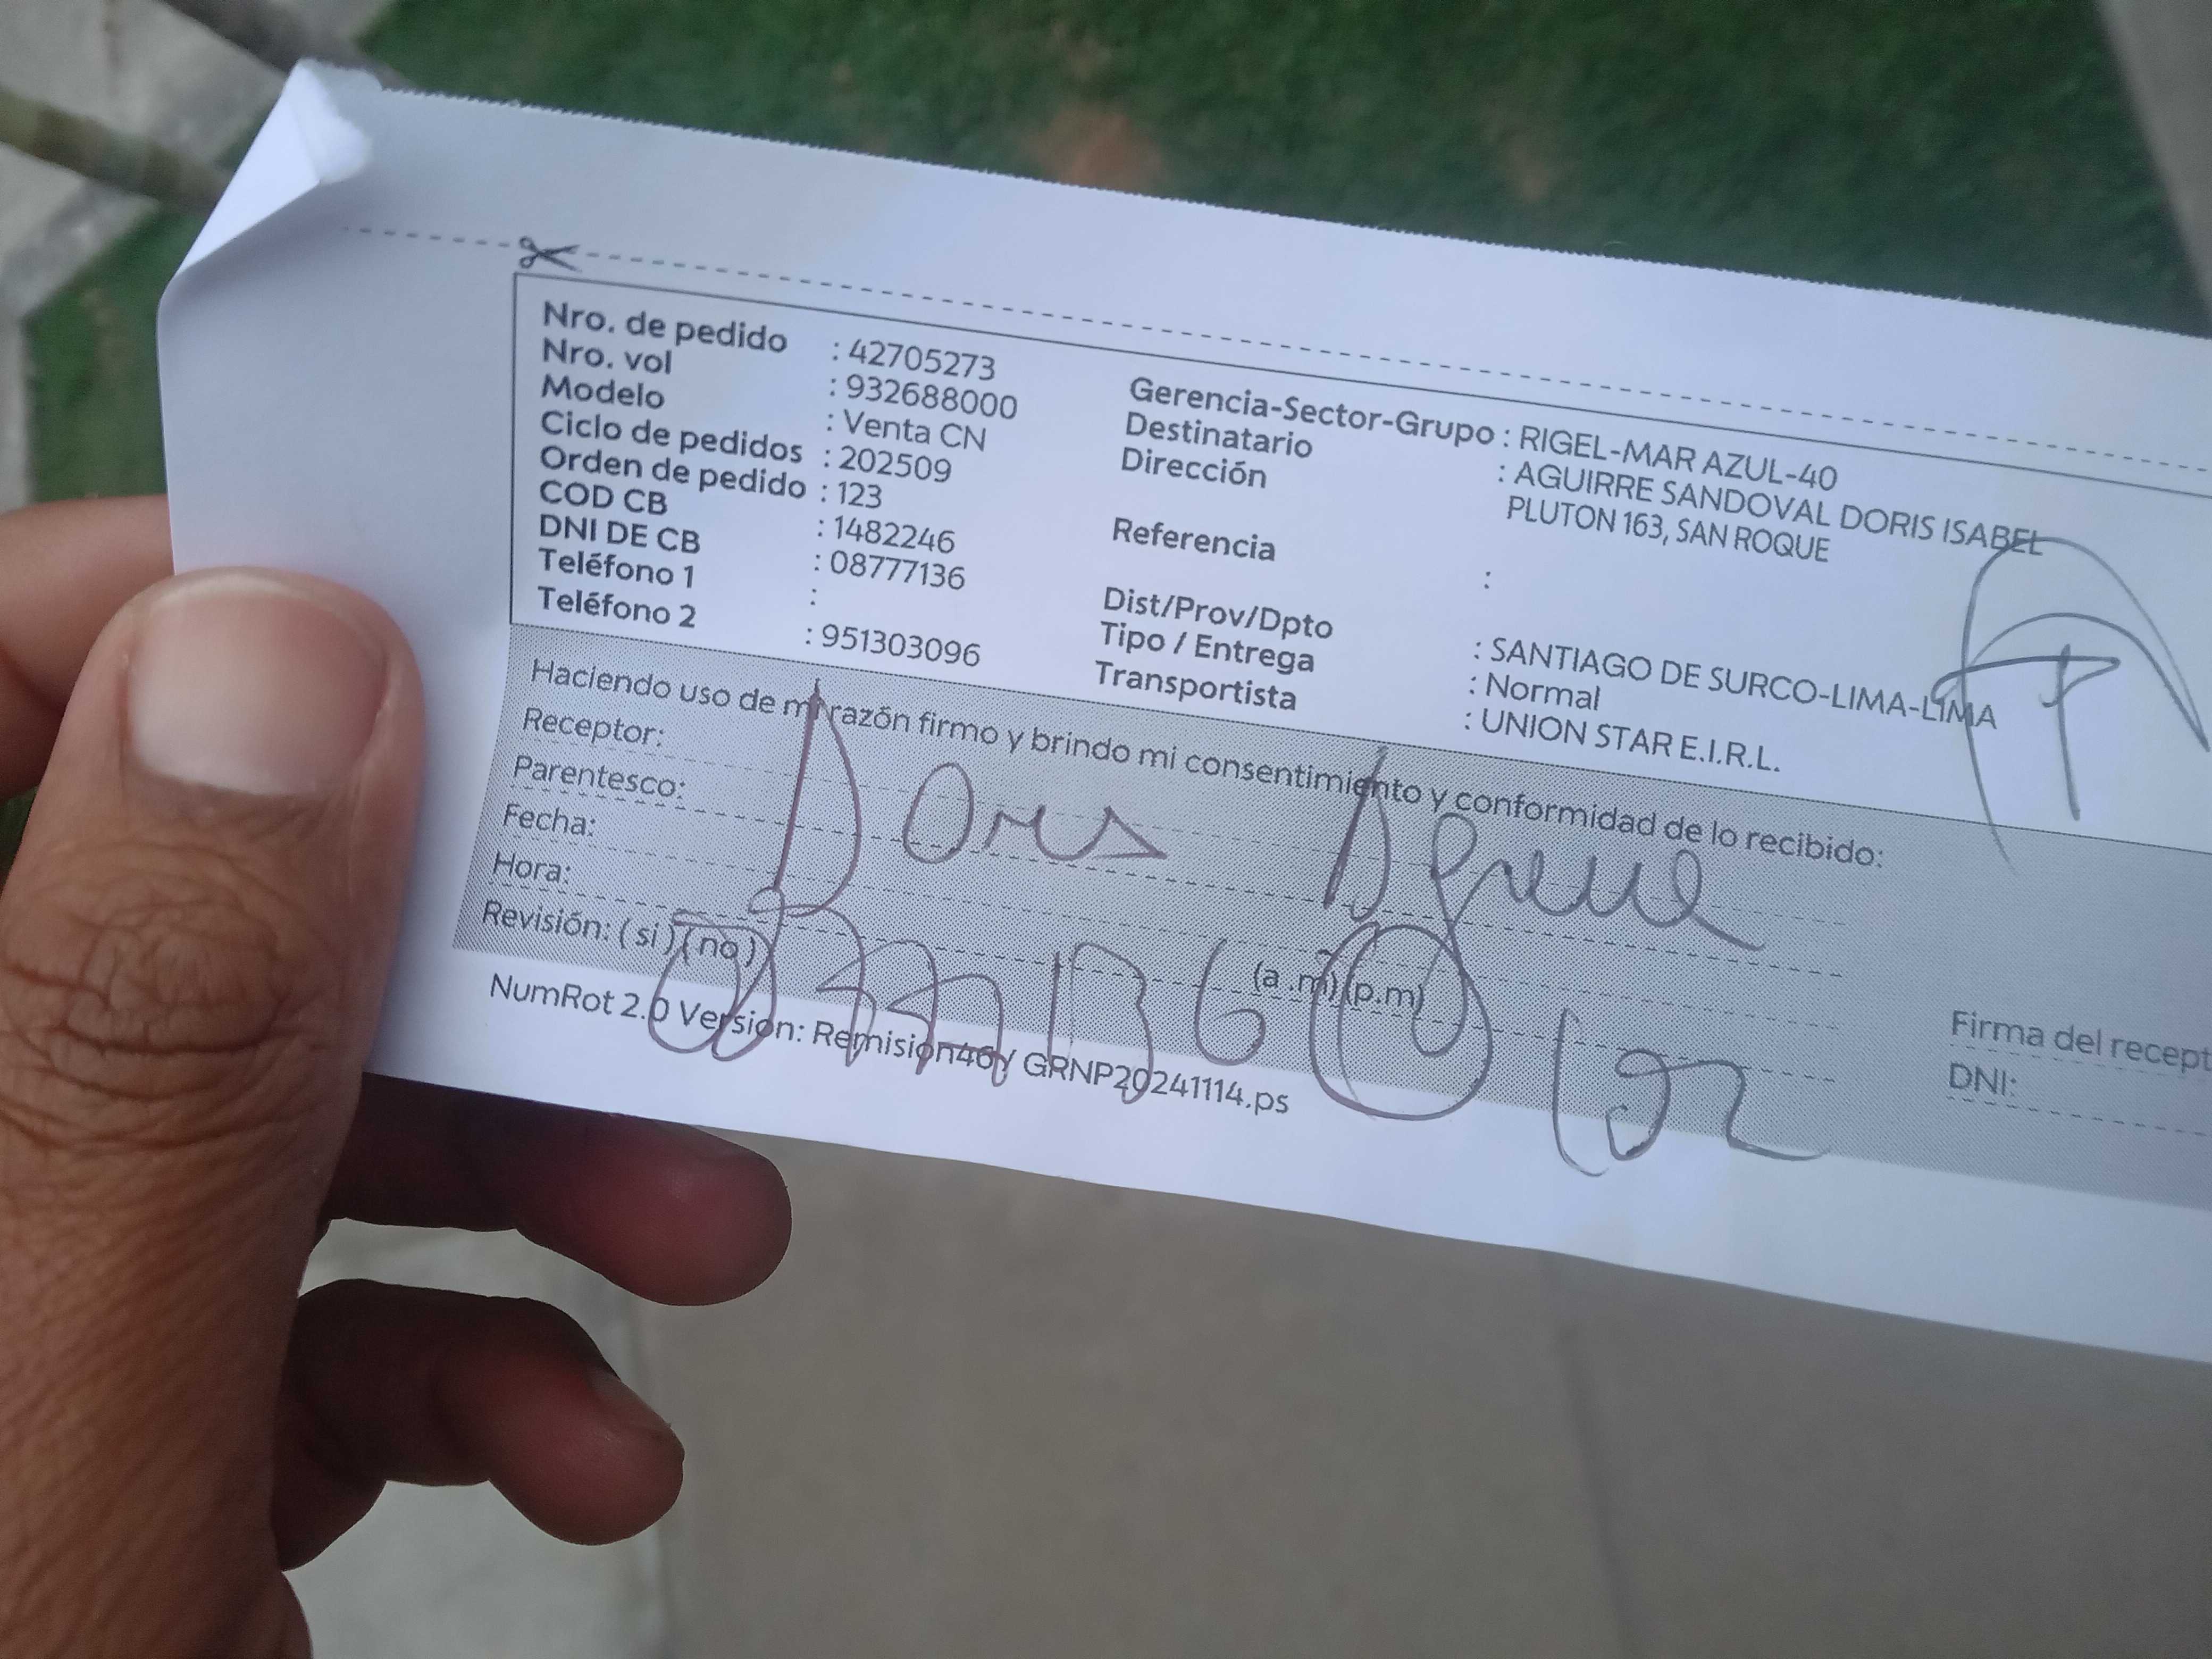 Nro. de pedido : 42705273
Nro. vol : 932688000
Modelo : Venta CN
Ciclo de pedidos : 202509
Orden de pedido : 123
COD CB : 1482246
DNI DE CB : 08777136
Teléfono 1 :
Teléfono 2 : 951303096
Gerencia-Sector-Grupo : RIGEL-MAR AZUL-40
Destinatario : AGUIRRE SANDOVAL DORIS ISABEL
Dirección PLUTON 163, SAN ROQUE
Referencia :
Dist/Prov/Dpto : SANTIAGO DE SURCO-LIMA-LIMA
Tipo / Entrega : Normal
Transportista : UNION STAR E.I.R.L.
Haciendo uso de mi razón firmo y brindo mi consentimiento y conformidad de lo recibido:
Receptor: Doris
Parentesco:
Fecha:
Hora: (a.m) (p.m)
Revisión: (si) (no)
08777136
Firma del recept
DNI:
NumRot 2.0 Version: Remision46y GRNP20241114.ps